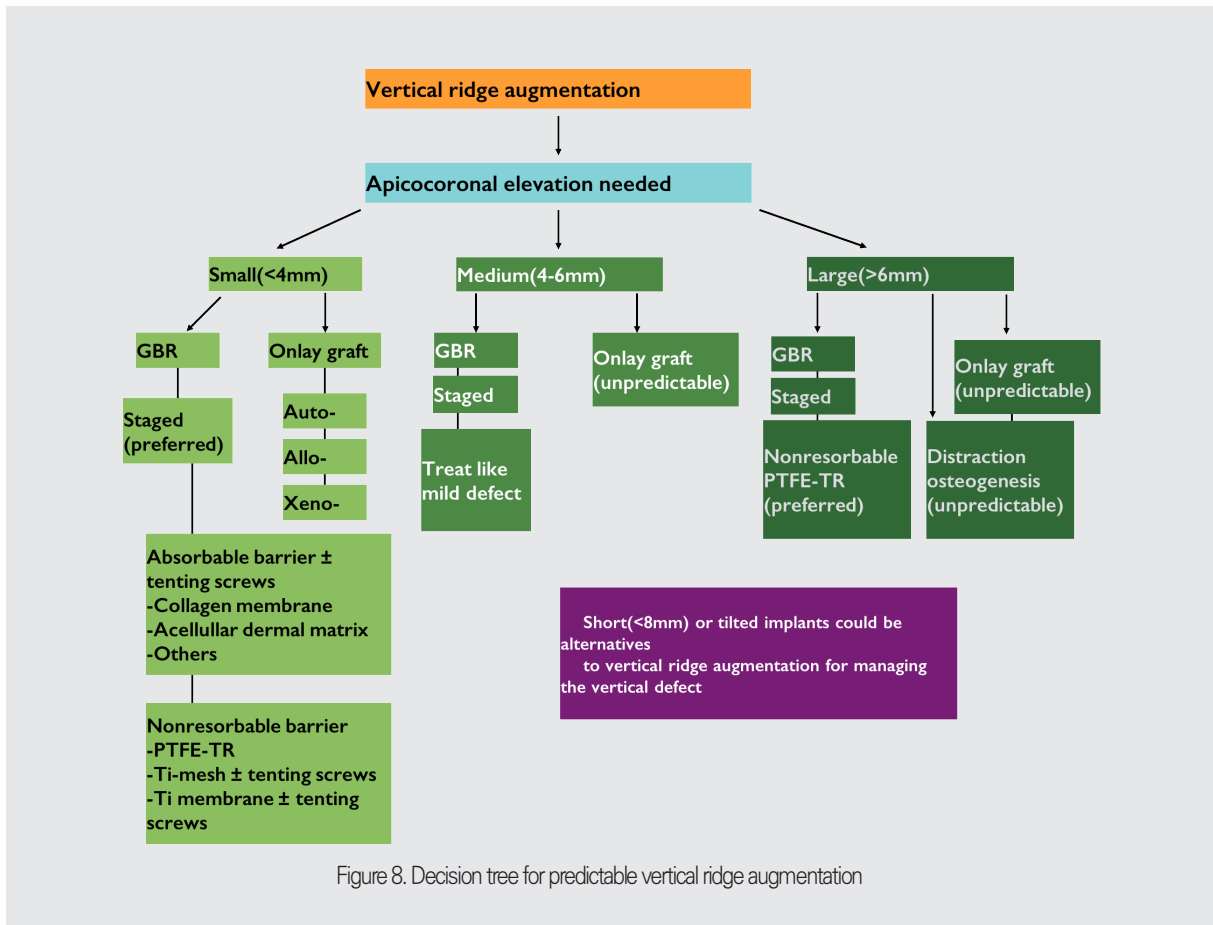 Vertical ridge augmentation
Apicocoronal elevation needed
Small(<4mm)
Medium(4-6mm)
Large(>6mm)
GBR
Onlay graft
Staged
(preferred)
Auto-
Allo-
Xeno-
Absorbable barrier ±
tenting screws
-Collagen membrane
-Acellullar dermal matrix
-Others
Nonresorbable barrier
-PTFE-TR
-Ti-mesh ± tenting screws
-Ti membrane ± tenting
screws
GBR
Staged
Treat like
mild defect
Onlay graft
(unpredictable)
GBR
Staged
Nonresorbable
PTFE-TR
(preferred)
Onlay graft
(unpredictable)
Distraction
osteogenesis
(unpredictable)
Short(<8mm) or tilted implants could be
alternatives
to vertical ridge augmentation for managing
the vertical defect
Figure 8. Decision tree for predictable vertical ridge augmentation